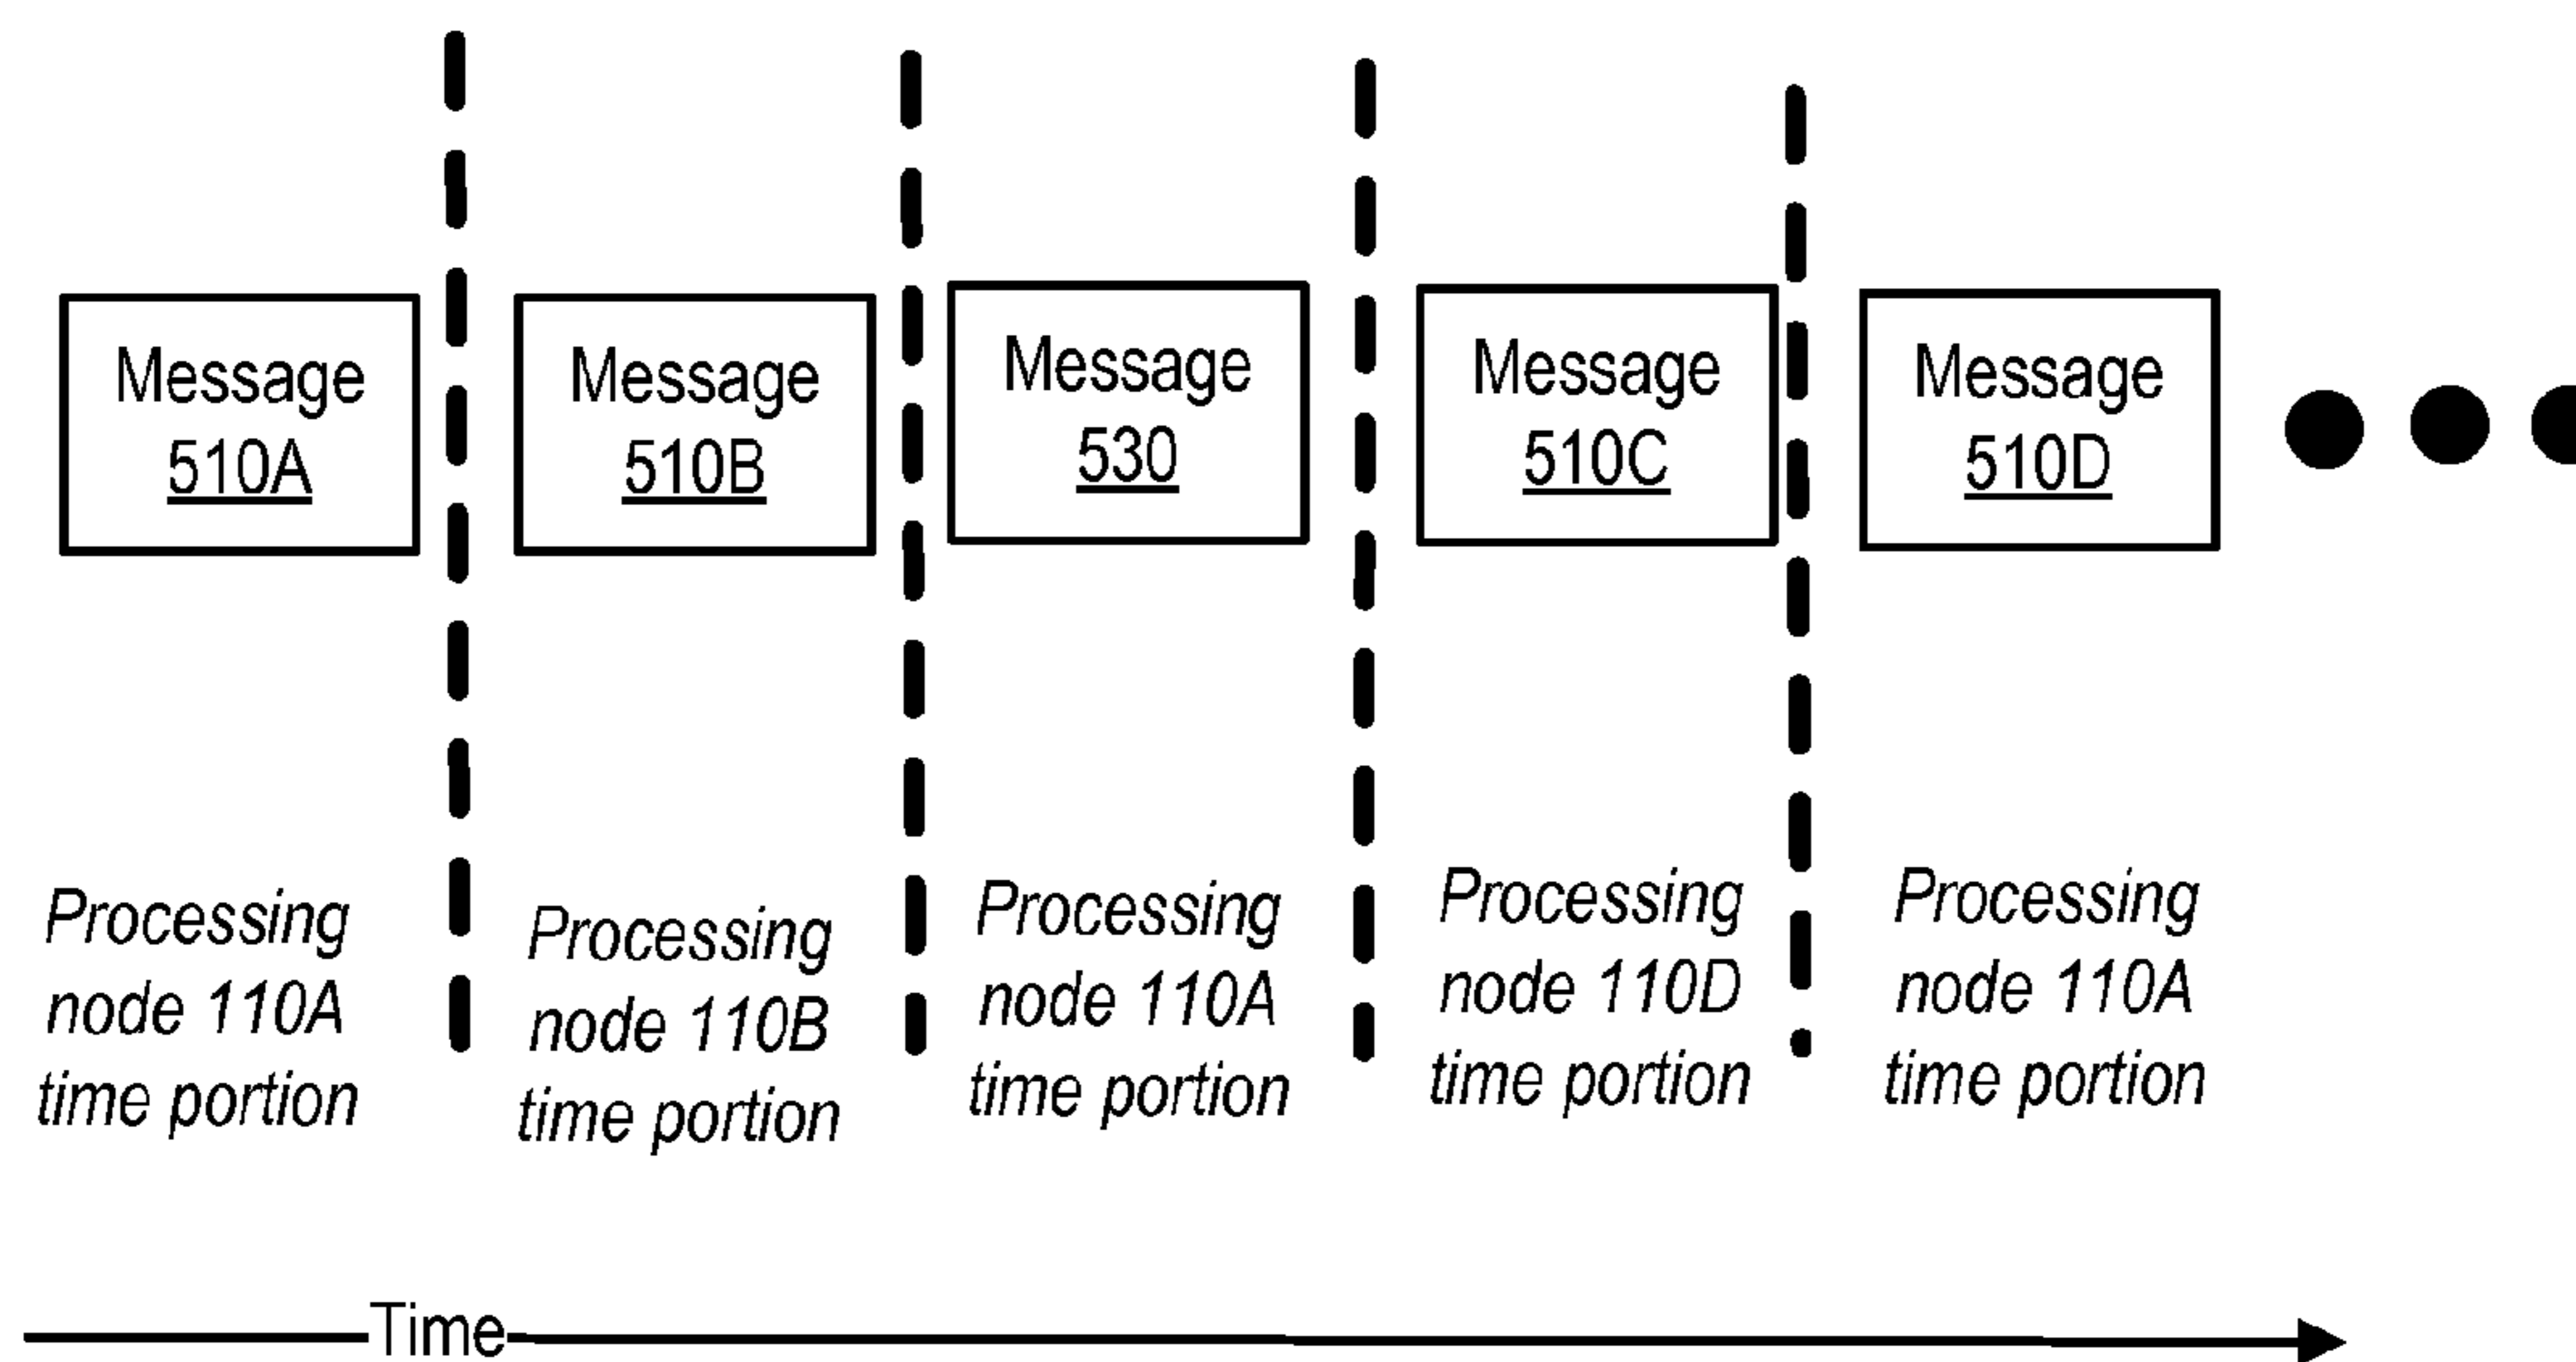 Message
510A
Message
510B
Message
530
Message
510C
Message
510D
Processing
node 110A
time portion
Processing
node 110B
time portion
Processing
node 110A
time portion
Processing
node 110D
time portion
Processing
node 110A
time portion
Time